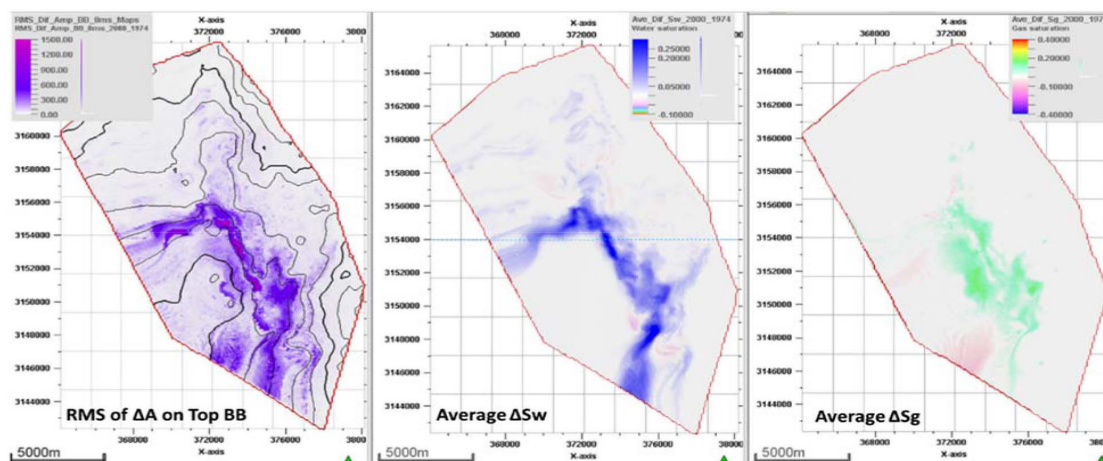 RMS_Dif_Amp_BB_8ms_Maps
RMS_Dif_Amp_BB_8ms_2000_1974
1500.00
1200.00
900.00
600.00
300.00
0.00
X-axis
372000 376000 3800
3160000
3158000
3156000
3154000
3152000
3150000
3148000
3146000
3144000
RMS of ΔA on Top BB
368000 372000 376000
X-axis
5000m
X-axis
368000 372000
Ave_Dif_Sw_2000_1974
Water saturation
0.25000
0.20000
0.05000
-0.10000
3164000
3162000
3160000
3158000
3156000
3154000
3152000
3150000
3148000
3146000
3144000
Average ΔSw
368000 372000 376000 38000
X-axis
5000m
X-axis
368000 372000
Ave_Dif_Sg_2000_1974
Gas saturation
0.40000
0.20000
-0.10000
-0.40000
3164000
3162000
3160000
3158000
3156000
3154000
3152000
3150000
3148000
3146000
3144000
Average ΔSg
368000 372000 376000
X-axis
5000m